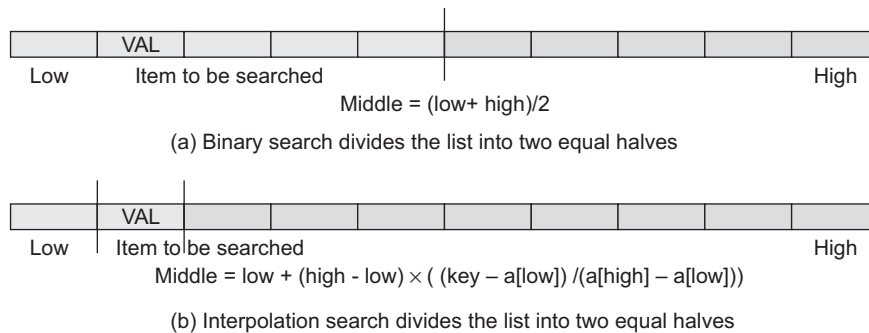 VAL
Low Item to be searched High
Middle = (low+ high)/2
(a) Binary search divides the list into two equal halves
VAL
Low Item to be searched High
Middle = low + (high - low) × ( (key – a[low]) /(a[high] – a[low]))
(b) Interpolation search divides the list into two equal halves